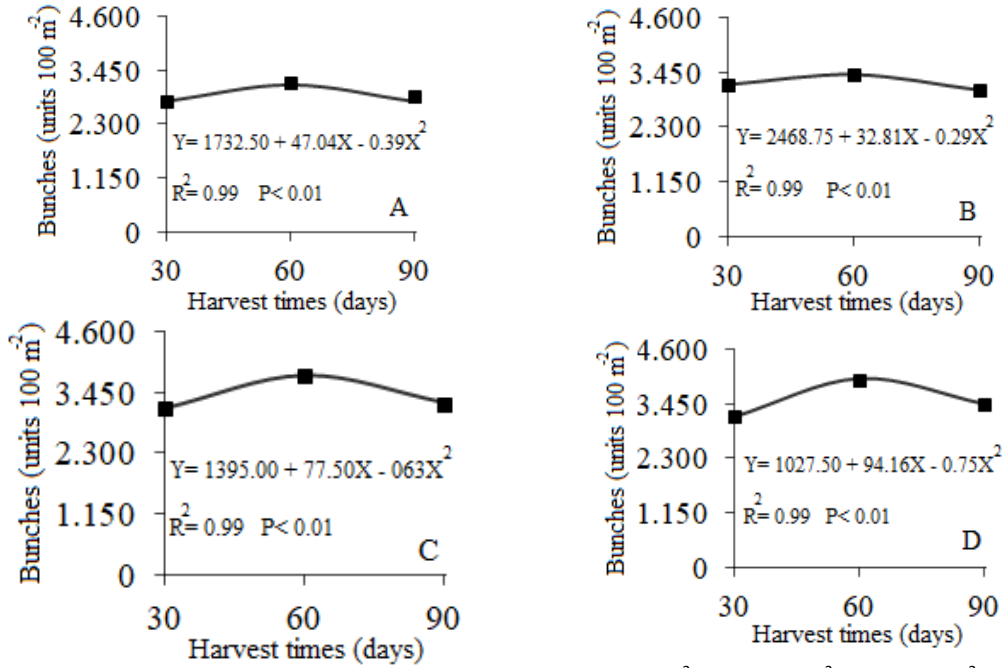 Bunches (units 100 m-2)
4.600
3.450
2.300
1.150
0
Y= 1732.50 + 47.04X - 0.39X2
R2= 0.99 P< 0.01
A
30 60 90
Harvest times (days)
Bunches (units 100 m-2)
4.600
3.450
2.300
1.150
0
Y= 2468.75 + 32.81X - 0.29X2
R2= 0.99 P< 0.01
B
30 60 90
Harvest times (days)
Bunches (units 100 m-2)
4.600
3.450
2.300
1.150
0
Y= 1395.00 + 77.50X - 063X2
R2= 0.99 P< 0.01
C
30 60 90
Harvest times (days)
Bunches (units 100 m-2)
4.600
3.450
2.300
1.150
0
Y= 1027.50 + 94.16X - 0.75X2
R2= 0.99 P< 0.01
D
30 60 90
Harvest times (days)